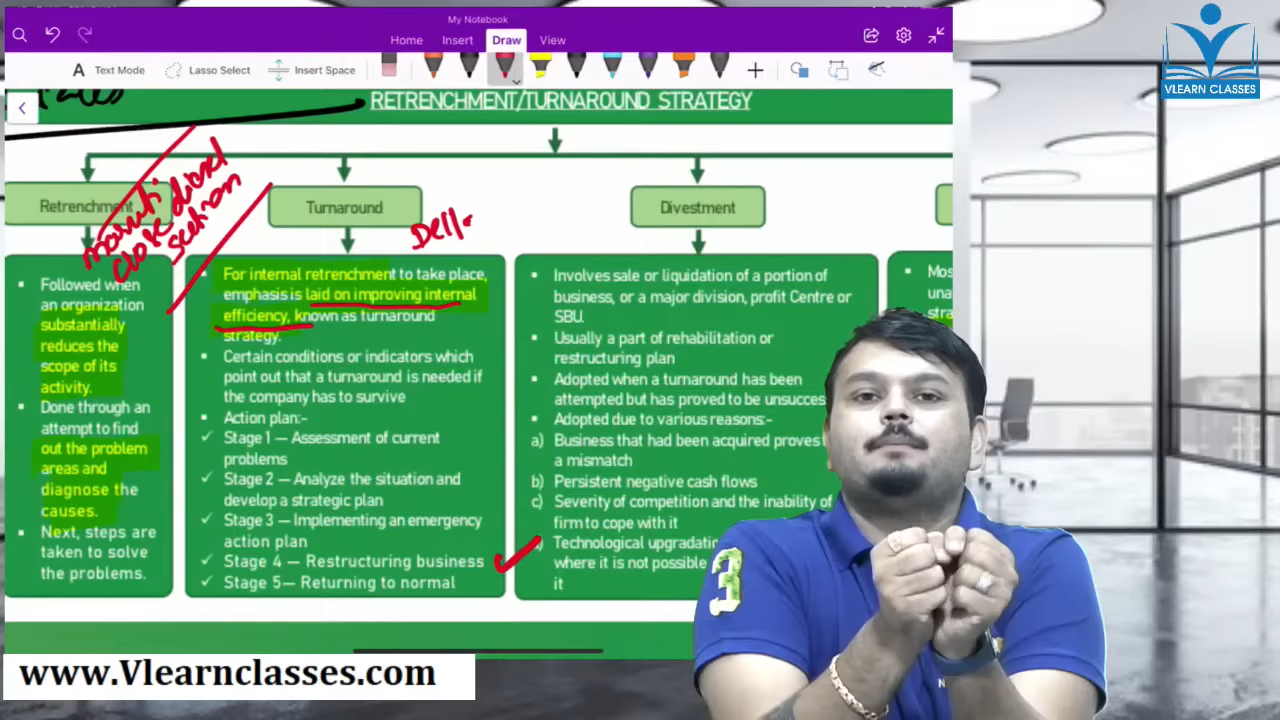 My Notebook
Home Insert Draw View
Text Mode Lasso Select Insert Space
VLEARN CLASSES
RETRENCHMENT/TURNAROUND STRATEGY
Retrenchment
maruti
close diesel
section
Followed when
an organization
substantially
reduces the
scope of its
activity.
Done through an
attempt to find
out the problem
areas and
diagnose the
causes.
Next, steps are
taken to solve
the problems.
Turnaround
Dell
For internal retrenchment to take place,
emphasis is laid on improving internal
efficiency, known as turnaround
strategy.
Certain conditions or indicators which
point out that a turnaround is needed if
the company has to survive
Action plan:-
Stage 1 – Assessment of current
problems
Stage 2 – Analyze the situation and
develop a strategic plan
Stage 3 – Implementing an emergency
action plan
Stage 4 – Restructuring business
Stage 5– Returning to normal
Divestment
Involves sale or liquidation of a portion of
business, or a major division, profit Centre or
SBU.
Usually a part of rehabilitation or
restructuring plan
Adopted when a turnaround has been
attempted but has proved to be
Adopted due to various reasons:-
a) Business that had been acquired proves
a mismatch
b) Persistent negative cash flows
c) Severity of competition and the inability of
firm to cope with it
Technological
where it is not possible
it
3
www.Vlearnclasses.com